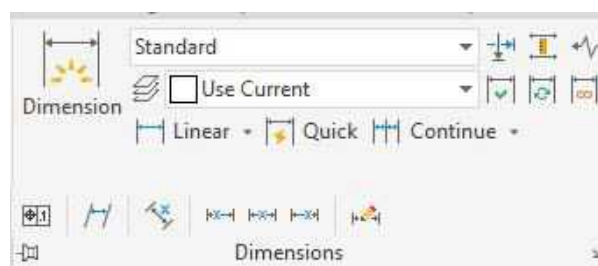 Standard
Use Current
Dimension
Linear Quick Continue
Dimensions